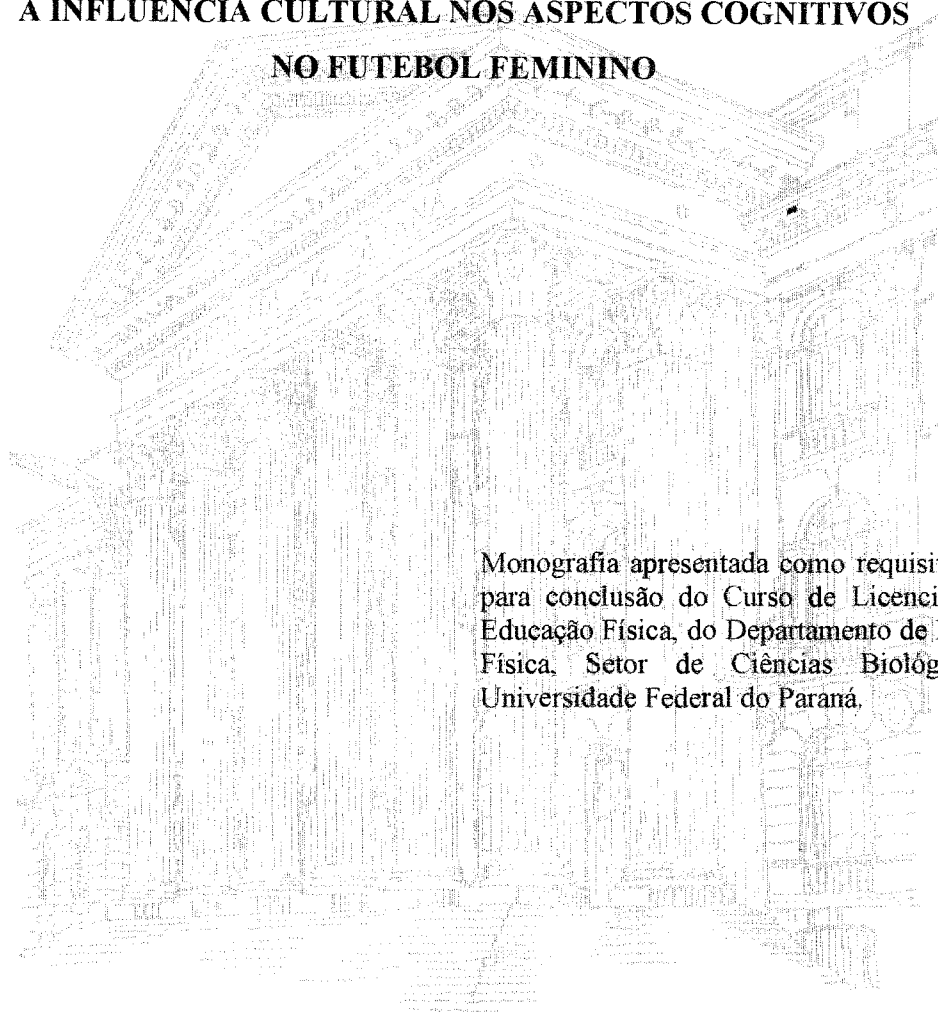 A INFLUÊNCIA CULTURAL NOS ASPECTOS COGNITIVOS
NO FUTEBOL FEMININO
Monografia apresentada como requisi
para conclusão do Curso de Licenci
Educação Física, do Departamento de
Física, Setor de Ciências Biológ
Universidade Federal do Paraná.